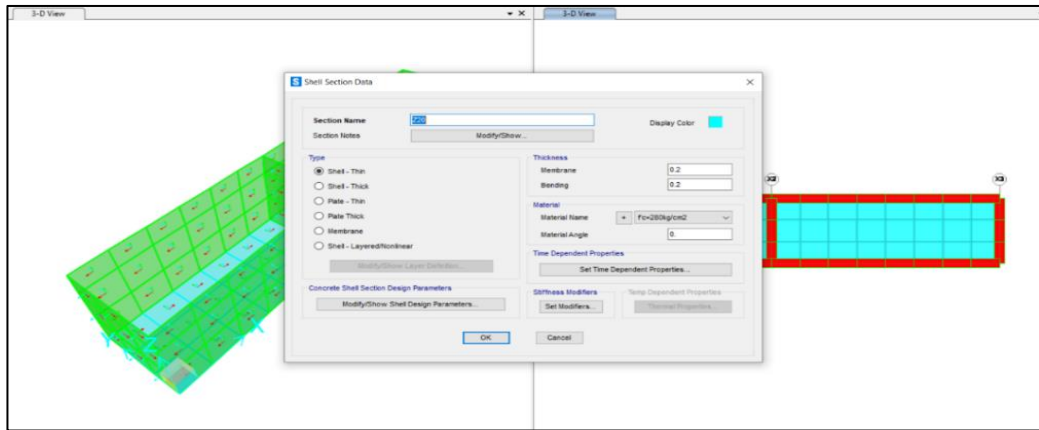 3-D View
3-D View
Shell Section Data
Section Name
Display Color
Section Notes
Modify/Show...
Type
Shell - Thin
Shell - Thick
Plate - Thin
Plate Thick
Membrane
Shell - Layered/Nonlinear
Modify/Show Layer Definition...
Concrete Shell Section Design Parameters
Modify/Show Shell Design Parameters...
Thickness
Membrane
0.2
Bending
0.2
Material
Material Name
+
f'c=280kg/cm2
Material Angle
0.
Time Dependent Properties
Set Time Dependent Properties...
Stiffness Modifiers
Set Modifiers...
Temp Dependent Properties
Thermal Properties...
OK
Cancel
X2
X3
Z
X